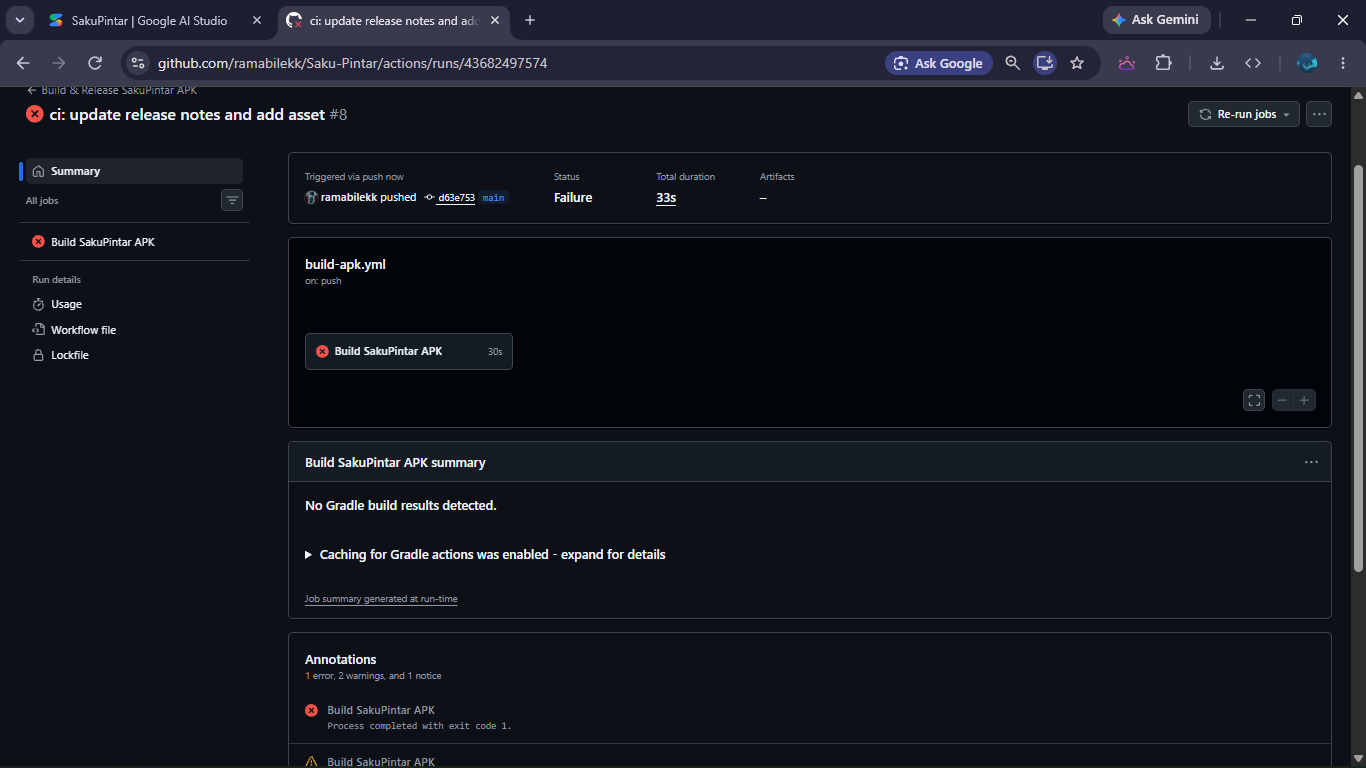 SakuPintar | Google AI Studio
ci: update release notes and add
Ask Gemini
github.com/ramabilekk/Saku-Pintar/actions/runs/43682497574
Ask Google
Build & Release SakuPintar APK
ci: update release notes and add asset #8
Re-run jobs
Summary
All jobs
Build SakuPintar APK
Run details
Usage
Workflow file
Lockfile
Triggered via push now
ramabilekk pushed d63e753 main
Status
Failure
Total duration
33s
Artifacts
–
build-apk.yml
on: push
Build SakuPintar APK 30s
Build SakuPintar APK summary
No Gradle build results detected.
Caching for Gradle actions was enabled - expand for details
Job summary generated at run-time
Annotations
1 error, 2 warnings, and 1 notice
Build SakuPintar APK
Process completed with exit code 1.
Build SakuPintar APK